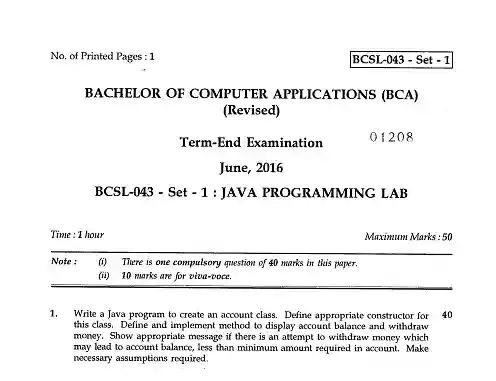 No. of Printed Pages : 1
BCSL-043 - Set - 1
BACHELOR OF COMPUTER APPLICATIONS (BCA)
(Revised)
Term-End Examination
01208
June, 2016
BCSL-043 - Set - 1 : JAVA PROGRAMMING LAB
Time : 1 hour
Maximum Marks : 50
Note : (i) There is one compulsory question of 40 marks in this paper.
(ii) 10 marks are for viva-voce.
1. Write a Java program to create an account class. Define appropriate constructor for 40
this class. Define and implement method to display account balance and withdraw
money. Show appropriate message if there is an attempt to withdraw money which
may lead to account balance, less than minimum amount required in account. Make
necessary assumptions required.